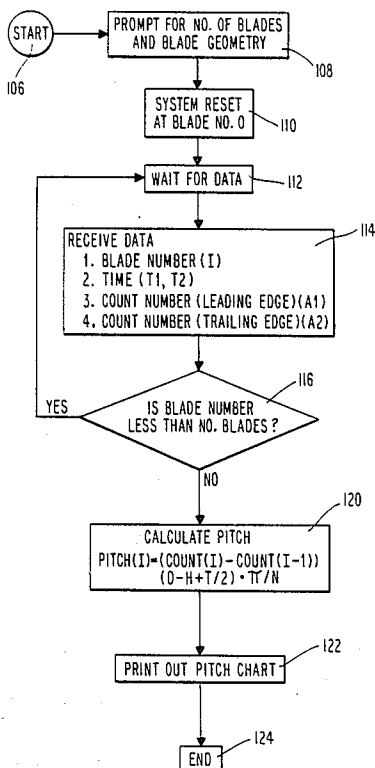 START
106
PROMPT FOR NO. OF BLADES
AND BLADE GEOMETRY
108
SYSTEM RESET
AT BLADE NO. 0
110
WAIT FOR DATA
112
RECEIVE DATA
1. BLADE NUMBER (I)
2. TIME (T1, T2)
3. COUNT NUMBER (LEADING EDGE)(A1)
4. COUNT NUMBER (TRAILING EDGE)(A2)
114
IS BLADE NUMBER
LESS THAN NO. BLADES?
116
YES
NO
CALCULATE PITCH
PITCH(I)=(COUNT(I)-COUNT(I-1))
(D-H+T/2)•π/N
120
PRINT OUT PITCH CHART
122
END
124